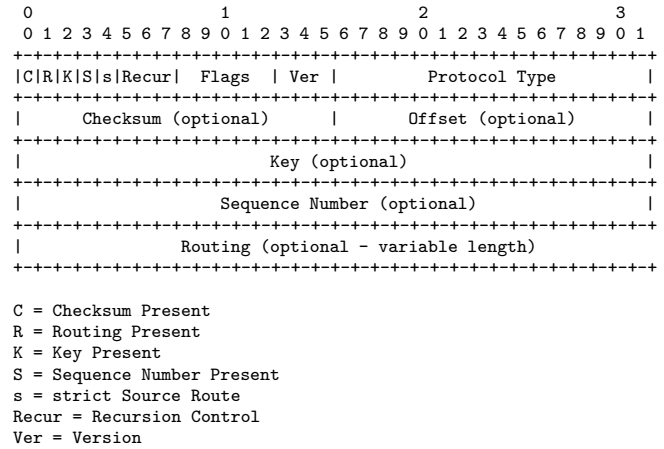 0                   1                   2                   3
 0 1 2 3 4 5 6 7 8 9 0 1 2 3 4 5 6 7 8 9 0 1 2 3 4 5 6 7 8 9 0 1
+-+-+-+-+-+-+-+-+-+-+-+-+-+-+-+-+-+-+-+-+-+-+-+-+-+-+-+-+-+-+-+-+
|C|R|K|S|s|Recur|  Flags  | Ver |         Protocol Type         |
+-+-+-+-+-+-+-+-+-+-+-+-+-+-+-+-+-+-+-+-+-+-+-+-+-+-+-+-+-+-+-+-+
|      Checksum (optional)      |       Offset (optional)       |
+-+-+-+-+-+-+-+-+-+-+-+-+-+-+-+-+-+-+-+-+-+-+-+-+-+-+-+-+-+-+-+-+
|                         Key (optional)                        |
+-+-+-+-+-+-+-+-+-+-+-+-+-+-+-+-+-+-+-+-+-+-+-+-+-+-+-+-+-+-+-+-+
|                    Sequence Number (optional)                 |
+-+-+-+-+-+-+-+-+-+-+-+-+-+-+-+-+-+-+-+-+-+-+-+-+-+-+-+-+-+-+-+-+
|                Routing (optional - variable length)
+-+-+-+-+-+-+-+-+-+-+-+-+-+-+-+-+-+-+-+-+-+-+-+-+-+-+-+-+-+-+-+-+
C = Checksum Present
R = Routing Present
K = Key Present
S = Sequence Number Present
s = strict Source Route
Recur = Recursion Control
Ver = Version